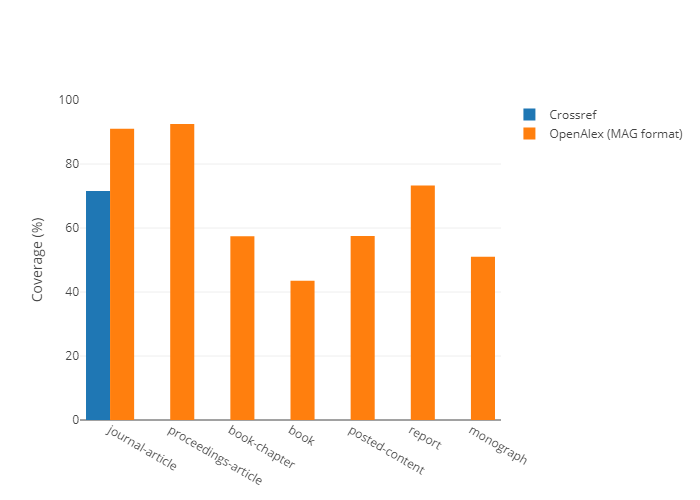 100
80
60
40
20
0
Coverage (%)
journal-article
proceedings-article
book-chapter
book
posted-content
report
monograph
Crossref
OpenAlex (MAG format)